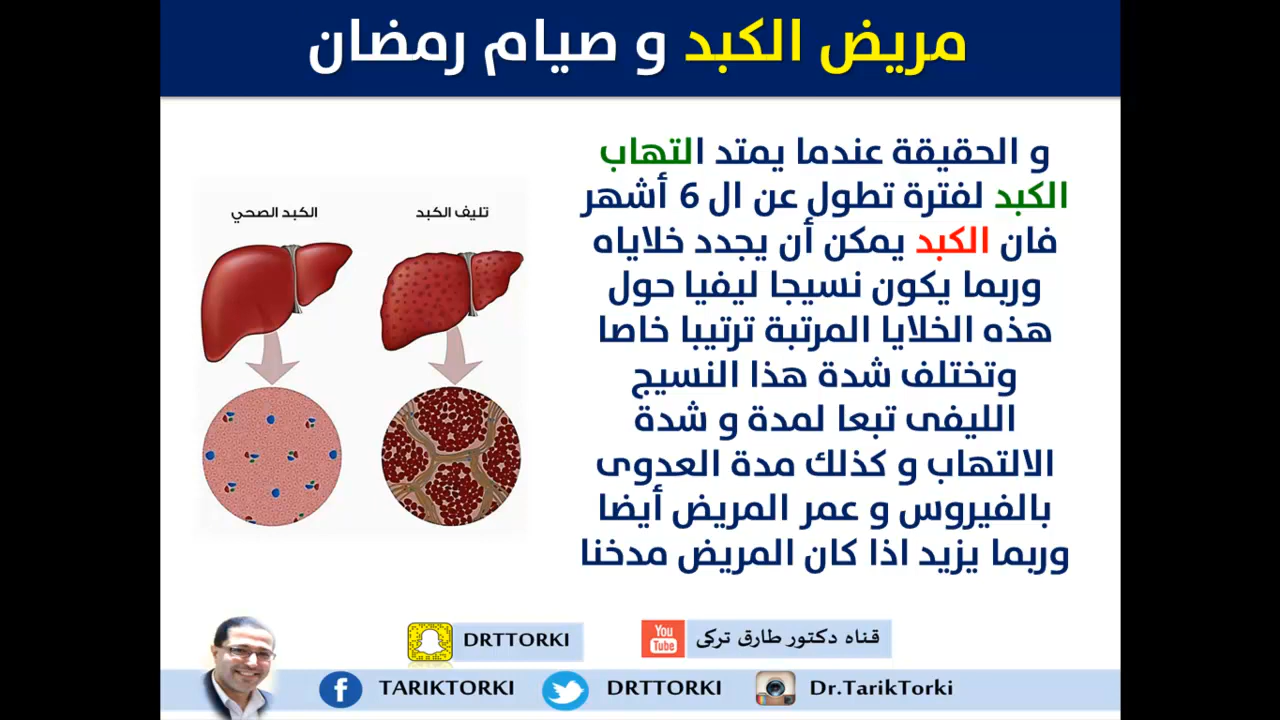 مريض الكبد و صيام رمضان
و الحقيقة عندما يمتد التهاب
الكبد لفترة تطول عن ال 6 أشهر
فان الكبد يمكن أن يجدد خلاياه
وربما يكون نسيجا ليفيا حول
هذه الخلايا المرتبة ترتيبا خاصا
وتختلف شدة هذا النسيج
الليفى تبعا لمدة و شدة
الالتهاب و كذلك مدة العدوى
بالفيروس و عمر المريض أيضا
وربما يزيد اذا كان المريض مدخنا
تليف الكبد
الكبد الصحي
You Tube قناه دكتور طارق تركى
DRTTORKI
TARIKTORKI
DRTTORKI
Dr.TarikTorki